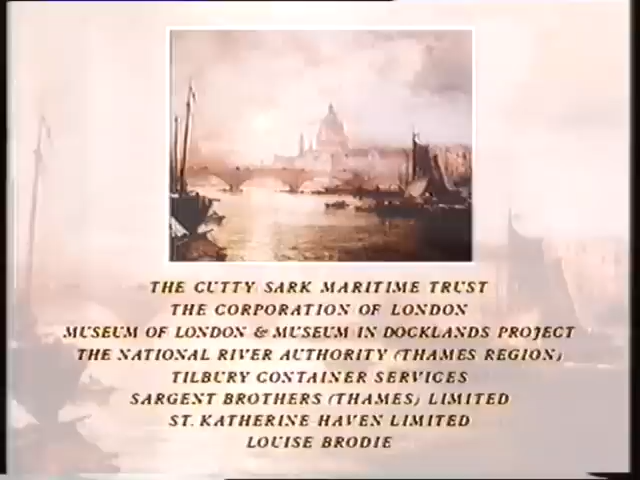 THE CUTTY SARK MARITIME TRUST
THE CORPORATION OF LONDON
MUSEUM OF LONDON & MUSEUM IN DOCKLANDS PROJECT
THE NATIONAL RIVER AUTHORITY (THAMES REGION)
TILBURY CONTAINER SERVICES
SARGENT BROTHERS (THAMES) LIMITED
ST. KATHERINE HAVEN LIMITED
LOUISE BRODIE